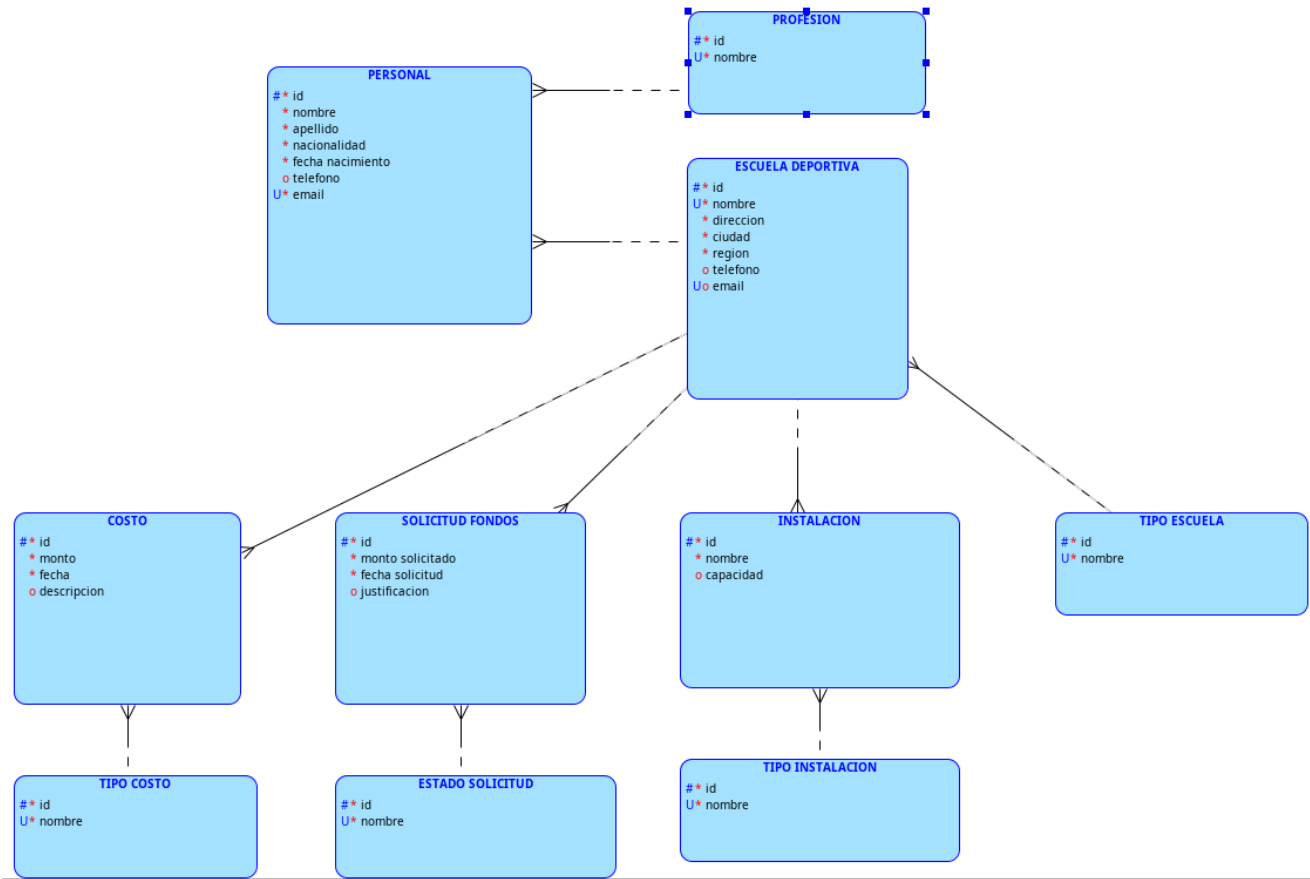 PROFESION
#* id
U* nombre
PERSONAL
#* id
* nombre
* apellido
* nacionalidad
* fecha nacimiento
o telefono
U* email
ESCUELA DEPORTIVA
#* id
U* nombre
* direccion
* ciudad
* region
o telefono
Uo email
COSTO
#* id
* monto
* fecha
o descripcion
SOLICITUD FONDOS
#* id
* monto solicitado
* fecha solicitud
o justificacion
INSTALACION
#* id
* nombre
o capacidad
TIPO ESCUELA
#* id
U* nombre
TIPO COSTO
#* id
U* nombre
ESTADO SOLICITUD
#* id
U* nombre
TIPO INSTALACION
#* id
U* nombre